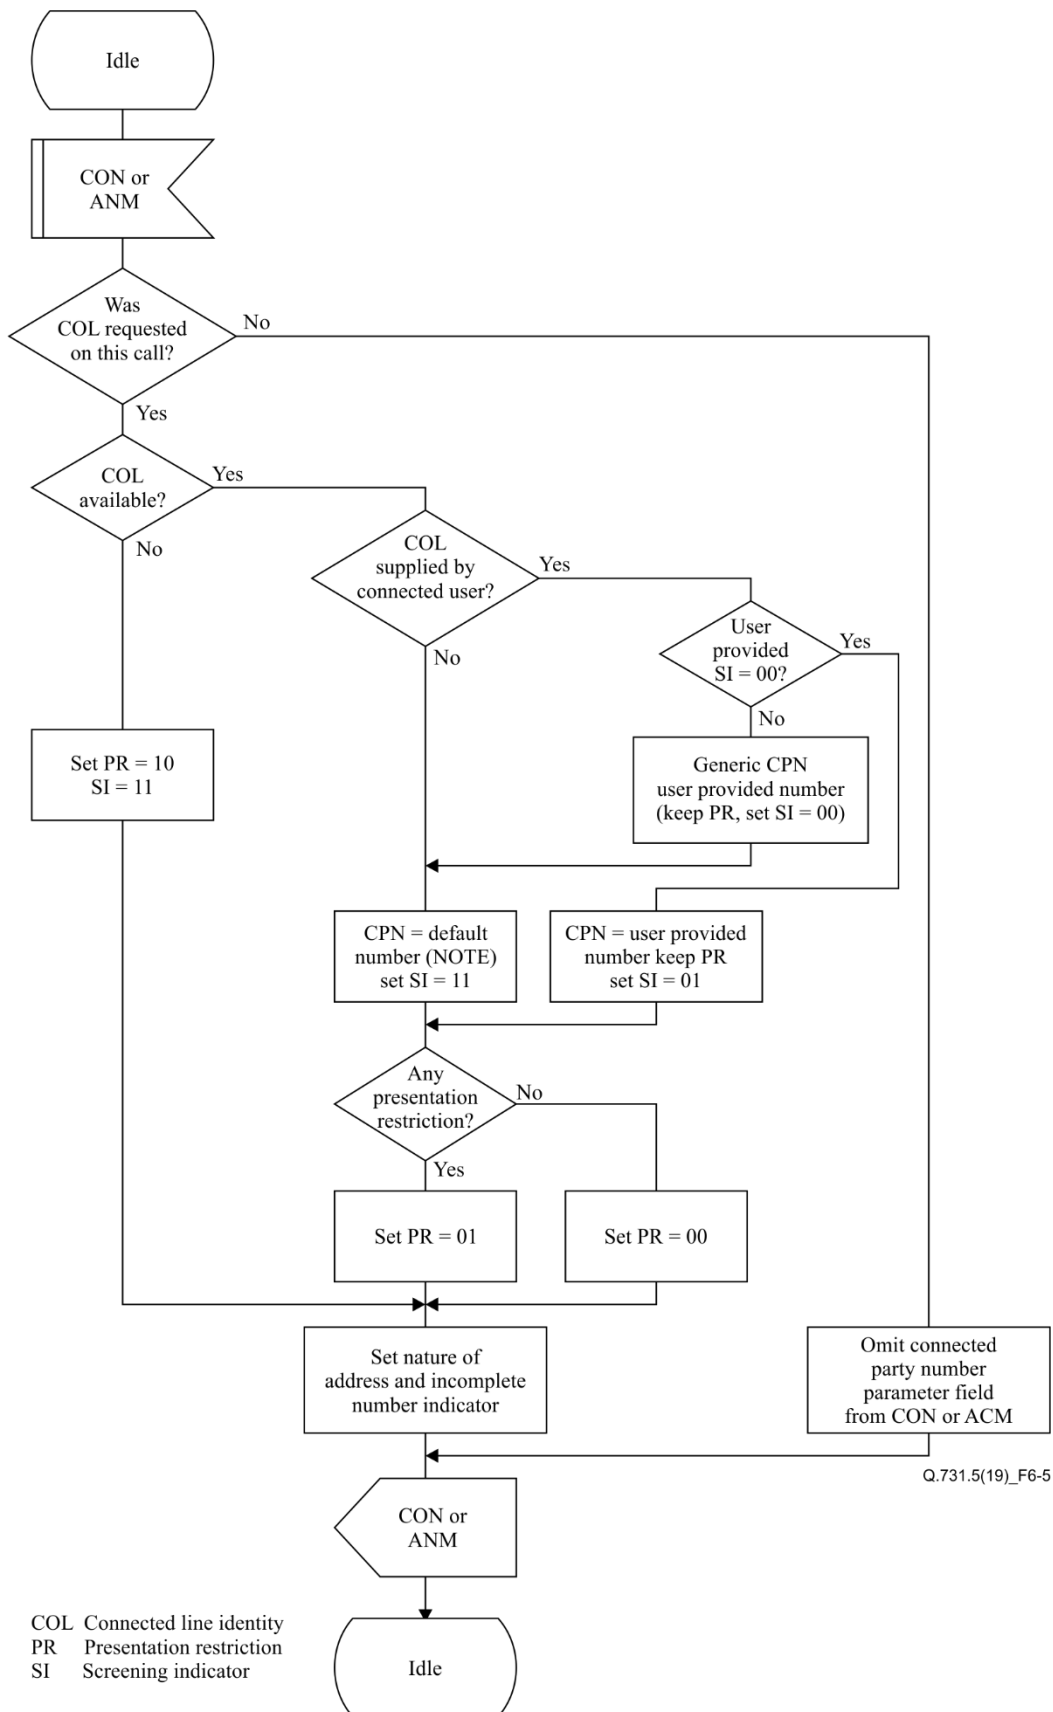 Idle
CON or
ANM
Was
COL requested
on this call?
No
Yes
COL
available?
Yes
No
COL
supplied by
connected user?
Yes
No
User
provided
SI = 00?
Yes
No
Set PR = 10
SI = 11
Generic CPN
user provided number
(keep PR, set SI = 00)
CPN = default
number (NOTE)
set SI = 11
CPN = user provided
number keep PR
set SI = 01
Any
presentation
restriction?
No
Yes
Set PR = 01
Set PR = 00
Set nature of
address and incomplete
number indicator
Omit connected
party number
parameter field
from CON or ACM
Q.731.5(19)_F6-5
CON or
ANM
COL Connected line identity
PR Presentation restriction
SI Screening indicator
Idle